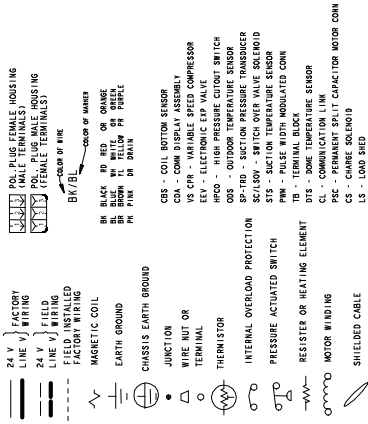 24 V
LINE V
FACTORY
WIRING
24 V
LINE V
FIELD
WIRING
FIELD INSTALLED
FACTORY WIRING
MAGNETIC COIL
EARTH GROUND
CHASSIS EARTH GROUND
JUNCTION
WIRE NUT OR
TERMINAL
THERMISTOR
INTERNAL OVERLOAD PROTECTION
PRESSURE ACTUATED SWITCH
RESISTER OR HEATING ELEMENT
MOTOR WINDING
SHIELDED CABLE
POL. PLUG FEMALE HOUSING
(MALE TERMINALS)
POL. PLUG MALE HOUSING
(FEMALE TERMINALS)
COLOR OF WIRE
BK/BL
COLOR OF MARKER
BK BLACK RD RED OR ORANGE
BL BLUE WH WHITE GR GREEN
BR BROWN YL YELLOW PR PURPLE
PK PINK DR DRAIN
CBS - COIL BOTTOM SENSOR
CDA - COMN DISPLAY ASSEMBLY
VS CPR - VARIABLE SPEED COMPRESSOR
EEV - ELECTRONIC EXP VALVE
HPCO - HIGH PRESSURE CUTOUT SWITCH
ODS - OUTDOOR TEMPERATURE SENSOR
SP-TRD - SUCTION PRESSURE TRANSDUCER
SC/LSOV - SWITCH OVER VALVE SOLENOID
STS - SUCTION TEMPERATURE SENSOR
PWM - PULSE WIDTH MODULATED CONN
TB - TERMINAL BLOCK
DTS - DOME TEMPERATURE SENSOR
CL - COMMUNICATION LINK
PSC - PERMANENT SPLIT CAPACITOR MOTOR CONN
CS - CHARGE SOLENOID
LS - LOAD SHED